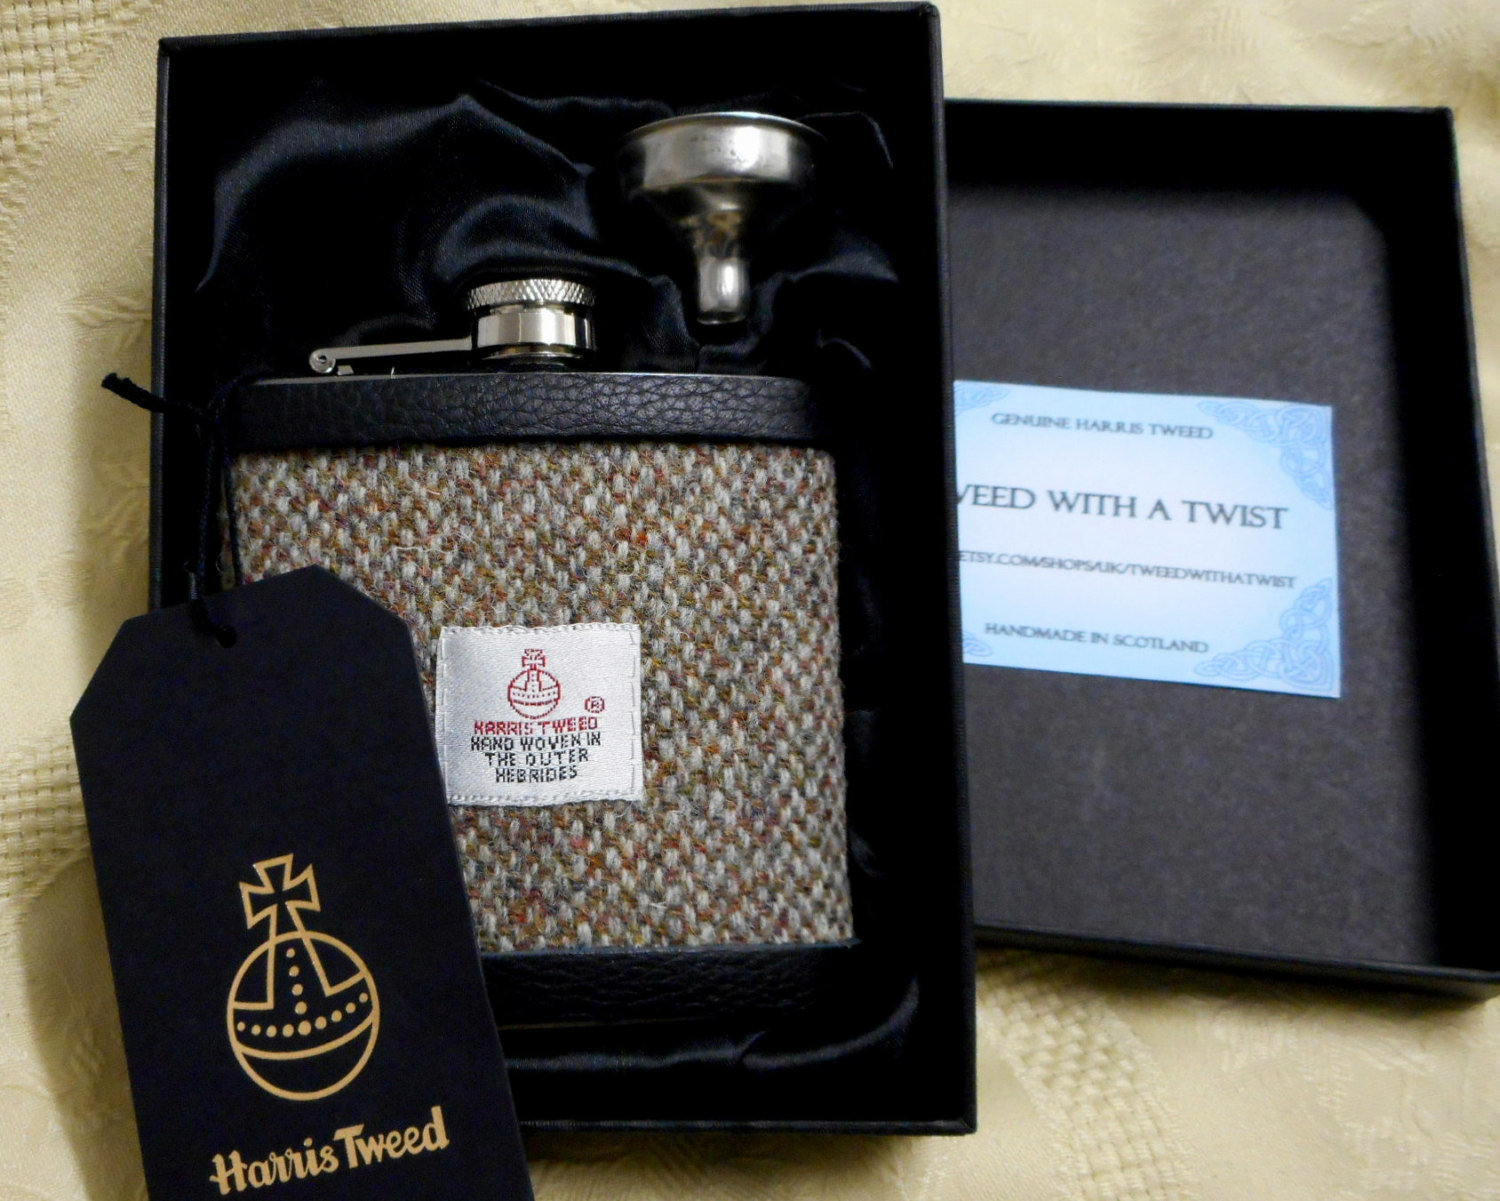 GENUINE HARRIS TWEED
WITH A TWIST
ETSY.COM/SHOPS/UK/TWEEDWITHATWIST
HANDMADE IN SCOTLAND
®
HARRIS TWEED
HAND WOVEN IN
THE OUTER
HEBRIDES
Harris Tweed